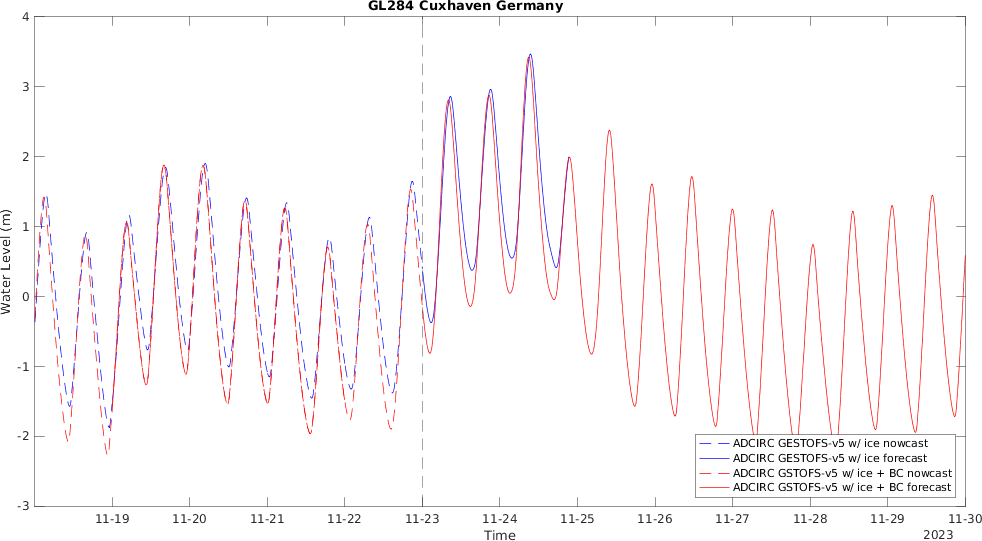 GL284 Cuxhaven Germany
4
3
2
1
0
-1
-2
-3
Water Level (m)
11-19 11-20 11-21 11-22 11-23 11-24 11-25 11-26 11-27 11-28 11-29 11-30
Time
2023
ADCIRC GESTOFS-v5 w/ ice nowcast
ADCIRC GESTOFS-v5 w/ ice forecast
ADCIRC GSTOFS-v5 w/ ice + BC nowcast
ADCIRC GSTOFS-v5 w/ ice + BC forecast